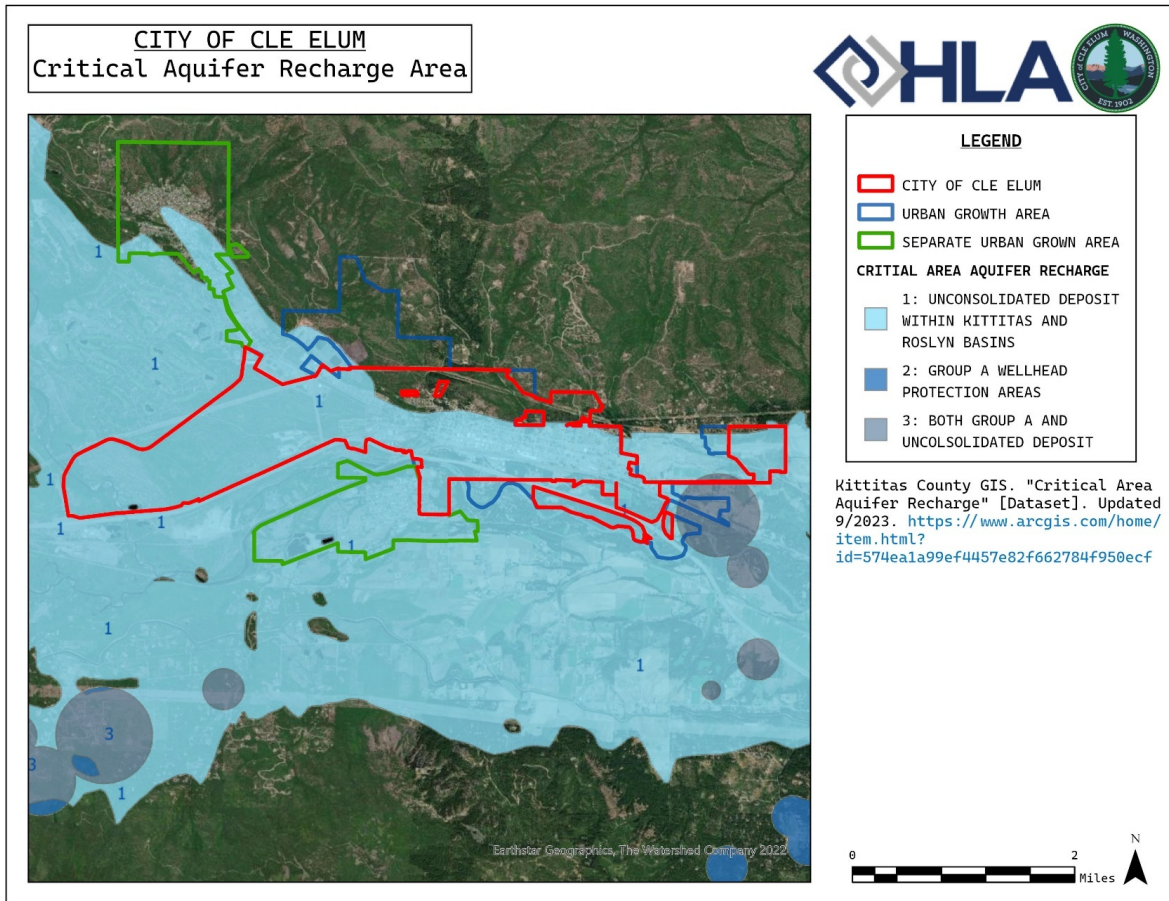 CITY OF CLE ELUM
Critical Aquifer Recharge Area
HLA
CITY of CLE ELUM WASHINGTON
EST. 1902
LEGEND
CITY OF CLE ELUM
URBAN GROWTH AREA
SEPARATE URBAN GROWN AREA
CRITIAL AREA AQUIFER RECHARGE
1: UNCONSOLIDATED DEPOSIT
WITHIN KITTITAS AND
ROSLYN BASINS
2: GROUP A WELLHEAD
PROTECTION AREAS
3: BOTH GROUP A AND
UNCOLSOLIDATED DEPOSIT
Kittitas County GIS. "Critical Area
Aquifer Recharge" [Dataset]. Updated
9/2023. https://www.arcgis.com/home/
item.html?
id=574ea1a99ef4457e82f662784f950ecf
1
1
1
1
1
1
1
1
1
1
3
3
1
Earthstar Geographics, The Watershed Company 2022
0
2
Miles
N